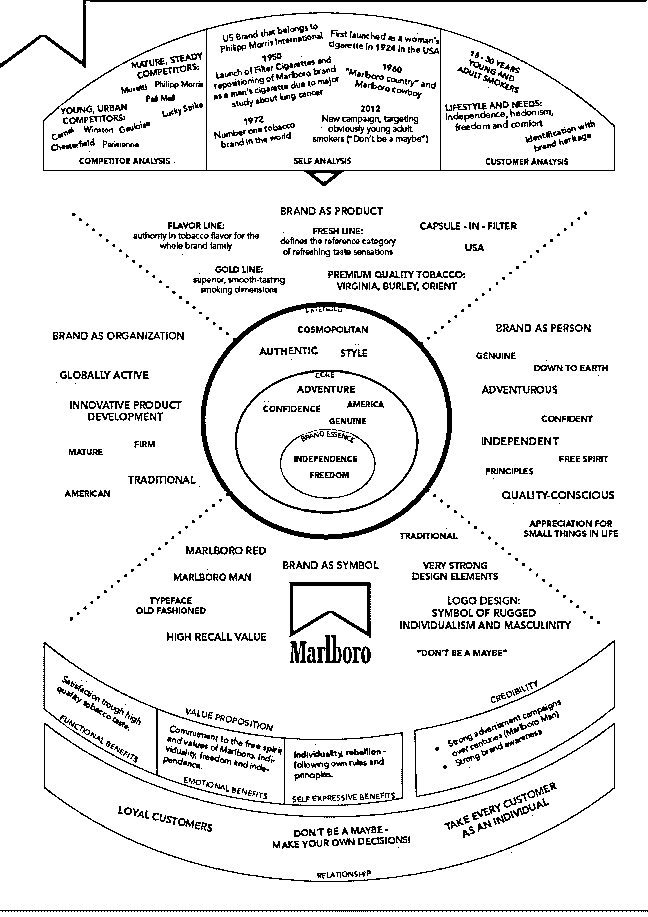 MATURE, STEADY
COMPETITORS:
Muratti Philipp Morris
Pall Mall
Lucky Strike
YOUNG, URBAN
COMPETITORS:
Camel Winston Gauloise
Chesterfield Parisienne
COMPETITOR ANALYSIS
US Brand that belongs to
Philipp Morris International
1950
Launch of Filter Cigarettes and
repositioning of Marlboro brand
as a men's cigarette due to major
study about lung cancer
1972
Number one tobacco
brand in the world
First launched as a woman's
cigarette in 1924 in the USA
1960
"Marlboro country" and
Marlboro cowboy
2012
New campaign, targeting
obviously young adult
smokers ("Don't be a maybe")
SELF ANALYSIS
18 - 30 YEARS
YOUNG AND
ADULT SMOKERS
LIFESTYLE AND NEEDS:
Independence, hedonism,
freedom and comfort
Identification with
brand heritage
CUSTOMER ANALYSIS
BRAND AS PRODUCT
FLAVOR LINE:
authority in tobacco flavor for the
whole brand family
FRESH LINE:
defines the reference category
of refreshing taste sensations
CAPSULE - IN - FILTER
USA
GOLD LINE:
superior, smooth-tasting
smoking dimensions
PREMIUM QUALITY TOBACCO:
VIRGINIA, BURLEY, ORIENT
BRAND AS ORGANIZATION
GLOBALLY ACTIVE
INNOVATIVE PRODUCT
DEVELOPMENT
FIRM
MATURE
TRADITIONAL
AMERICAN
EXTENDED
COSMOPOLITAN
AUTHENTIC STYLE
CORE
ADVENTURE
CONFIDENCE AMERICA
GENUINE
BRAND ESSENCE
INDEPENDENCE
FREEDOM
BRAND AS PERSON
GENUINE
DOWN TO EARTH
ADVENTUROUS
CONFIDENT
INDEPENDENT
FREE SPIRIT
PRINCIPLES
QUALITY-CONSCIOUS
APPRECIATION FOR
SMALL THINGS IN LIFE
TRADITIONAL
MARLBORO RED
BRAND AS SYMBOL
MARLBORO MAN
VERY STRONG
DESIGN ELEMENTS
TYPEFACE
OLD FASHIONED
LOGO DESIGN:
SYMBOL OF RUGGED
INDIVIDUALISM AND MASCULINITY
HIGH RECALL VALUE
Marlboro
"DON'T BE A MAYBE"
Satisfaction trough high
quality tobacco taste.
FUNCTIONAL BENEFITS
VALUE PROPOSITION
Commitment to the free spirit
and values of Marlboro. Indi-
viduality, freedom and inde-
pendence.
EMOTIONAL BENEFITS
Individuality, rebellion -
following own rules and
principles.
SELF EXPRESSIVE BENEFITS
CREDIBILITY
• Strong advertisment campaigns
over centuries (Marlboro Man)
• Strong brand awareness
LOYAL CUSTOMERS
DON'T BE A MAYBE -
MAKE YOUR OWN DECISIONS!
TAKE EVERY CUSTOMER
AS AN INDIVIDUAL
RELATIONSHIP